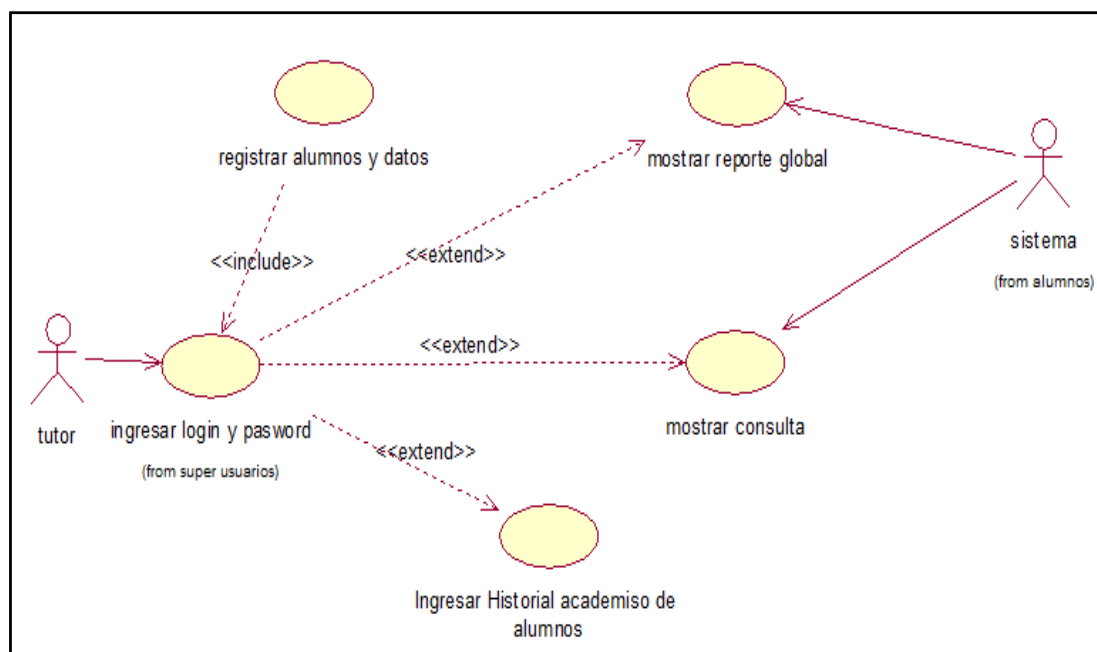 registrar alumnos y datos
mostrar reporte global
<<include>>
<<extend>>
sistema
(from alumnos)
<<extend>>
tutor
ingresar login y pasword
(from super usuarios)
mostrar consulta
<<extend>>
Ingresar Historial academiso de
alumnos